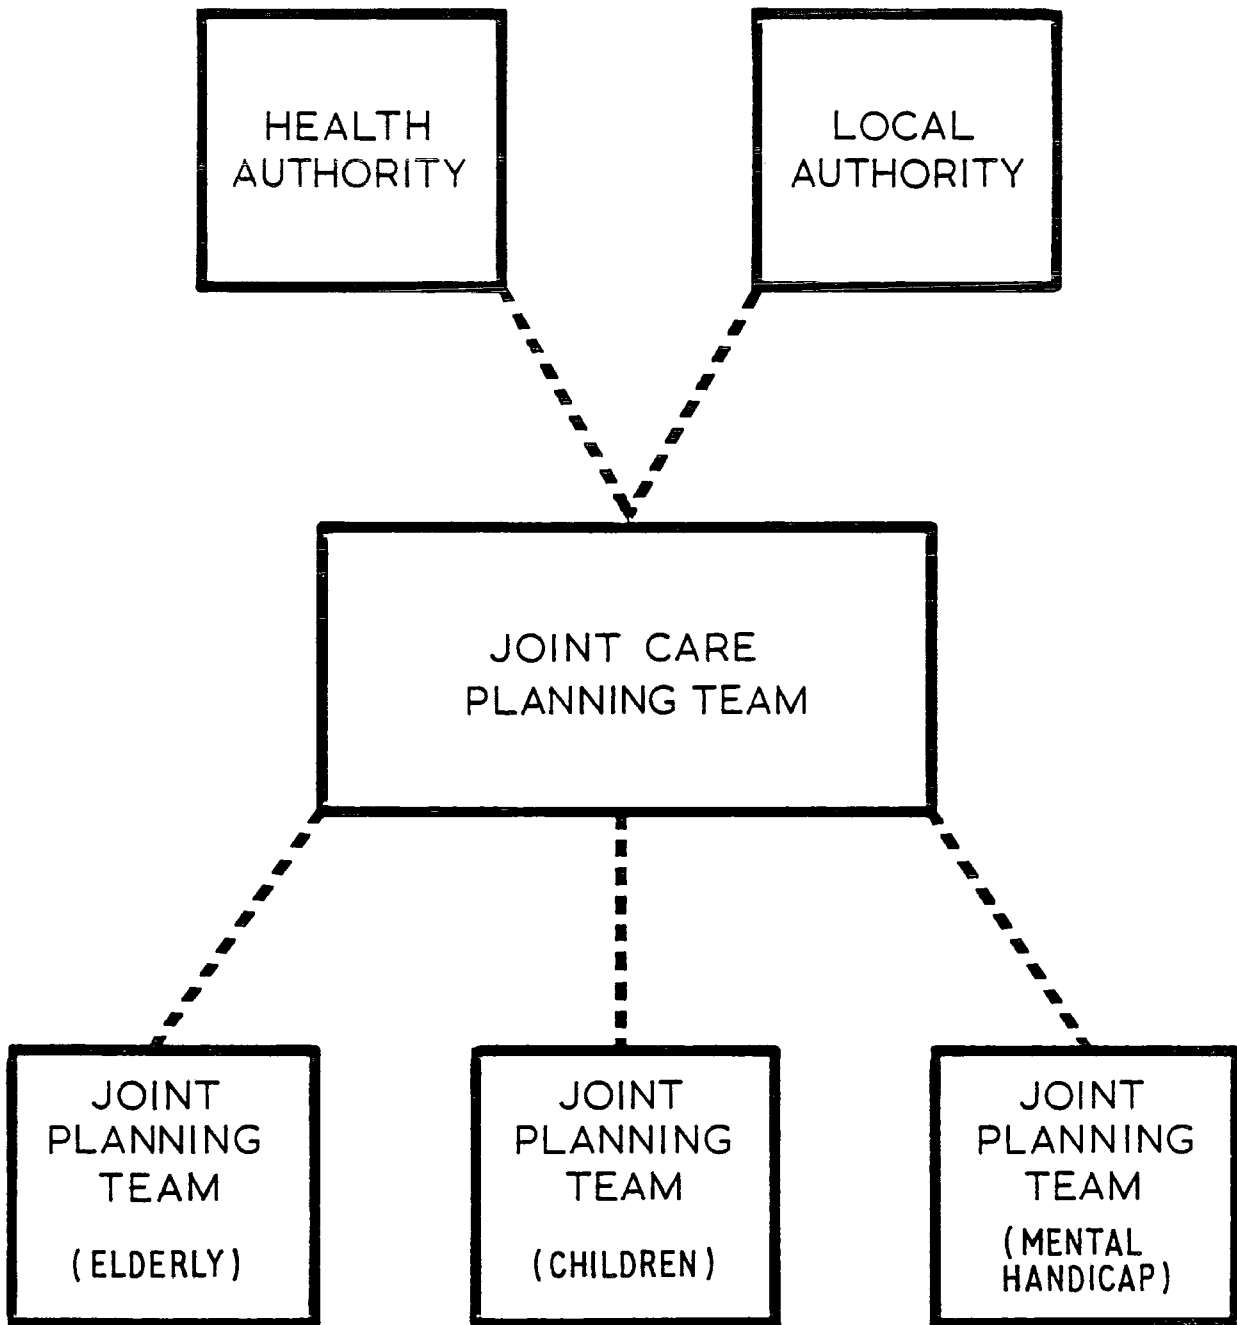 HEALTH
AUTHORITY
LOCAL
AUTHORITY
JOINT CARE
PLANNING TEAM
JOINT
PLANNING
TEAM
(ELDERLY)
JOINT
PLANNING
TEAM
(CHILDREN)
JOINT
PLANNING
TEAM
(MENTAL
HANDICAP)